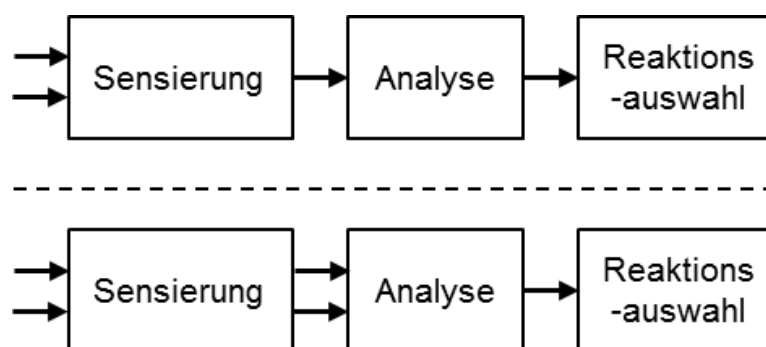 Sensierung
Analyse
Reaktions
-auswahl
Sensierung
Analyse
Reaktions
-auswahl